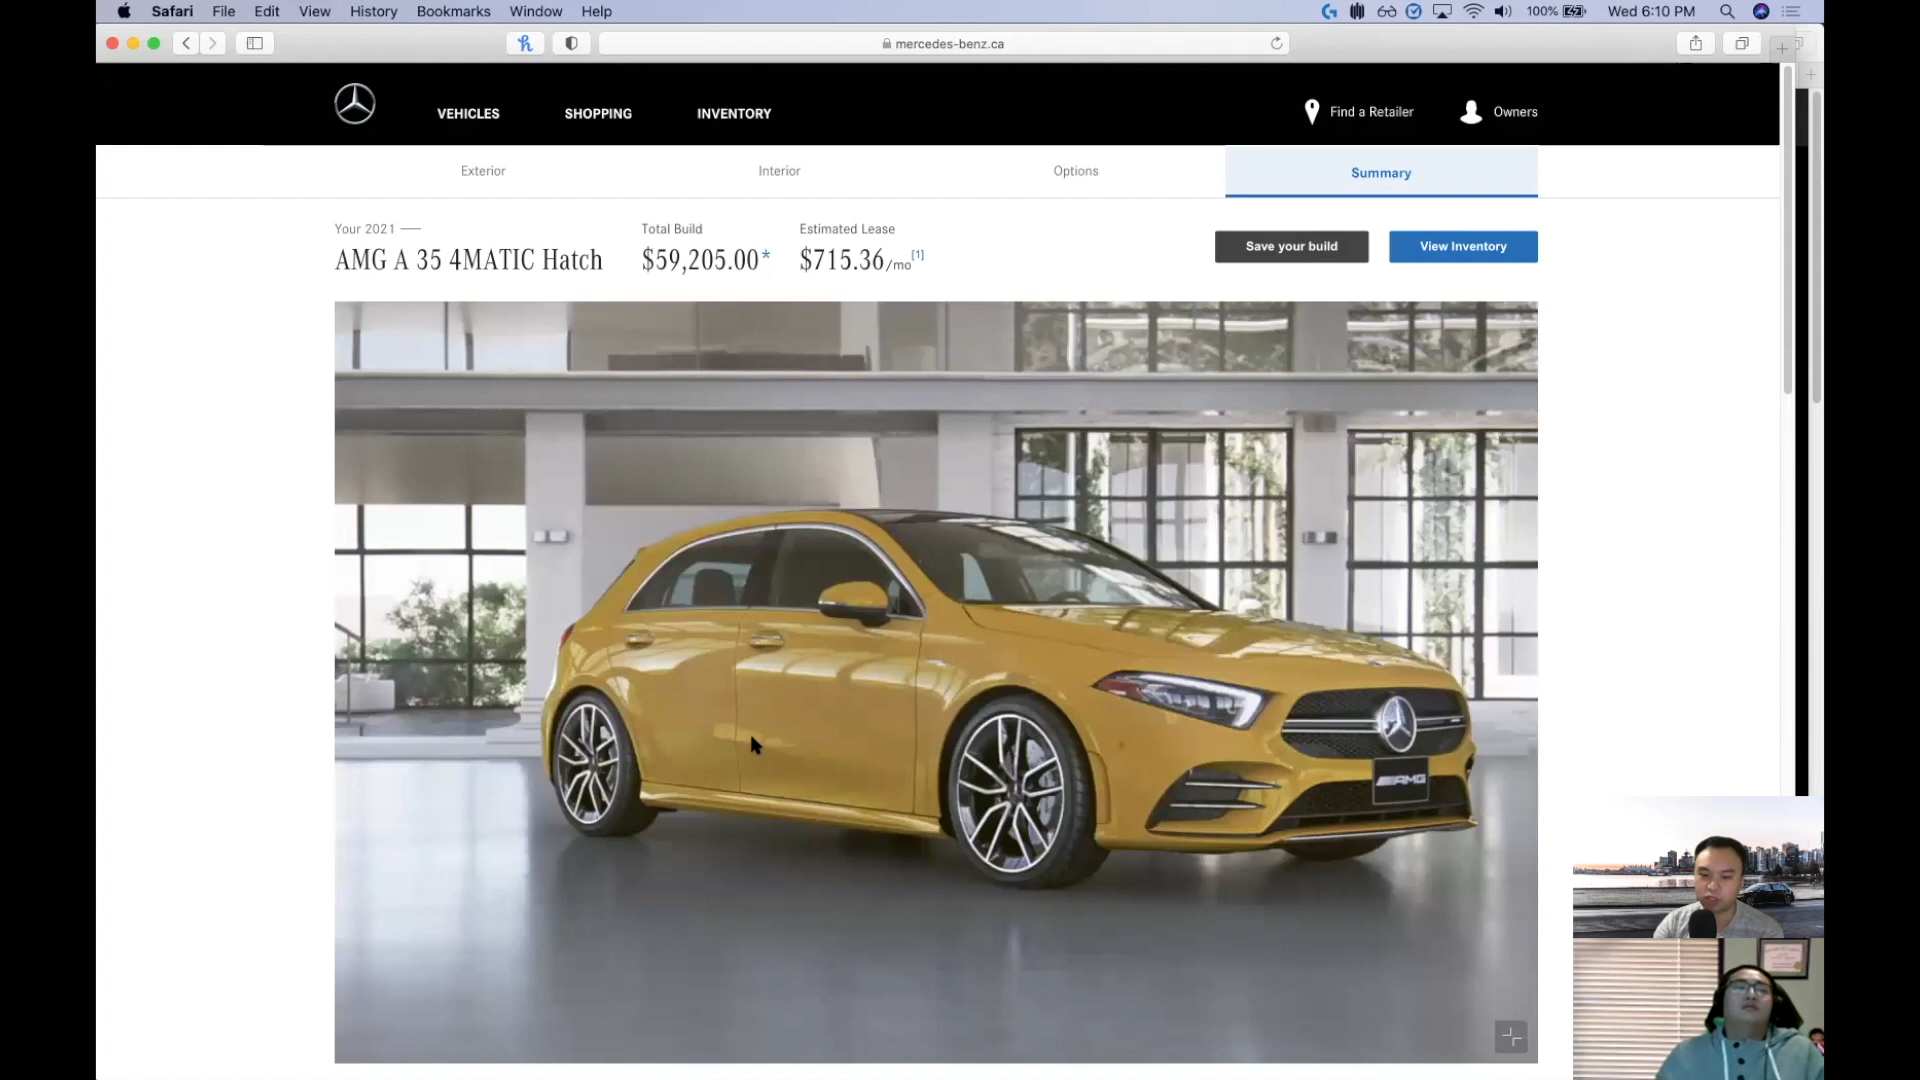 Safari File Edit View History Bookmarks Window Help 100% Wed 6:10 PM
mercedes-benz.ca
VEHICLES SHOPPING INVENTORY Find a Retailer Owners
Exterior Interior Options Summary
Your 2021 Total Build Estimated Lease
AMG A 35 4MATIC Hatch $59,205.00* $715.36/mo[1]
Save your build View Inventory
AMG